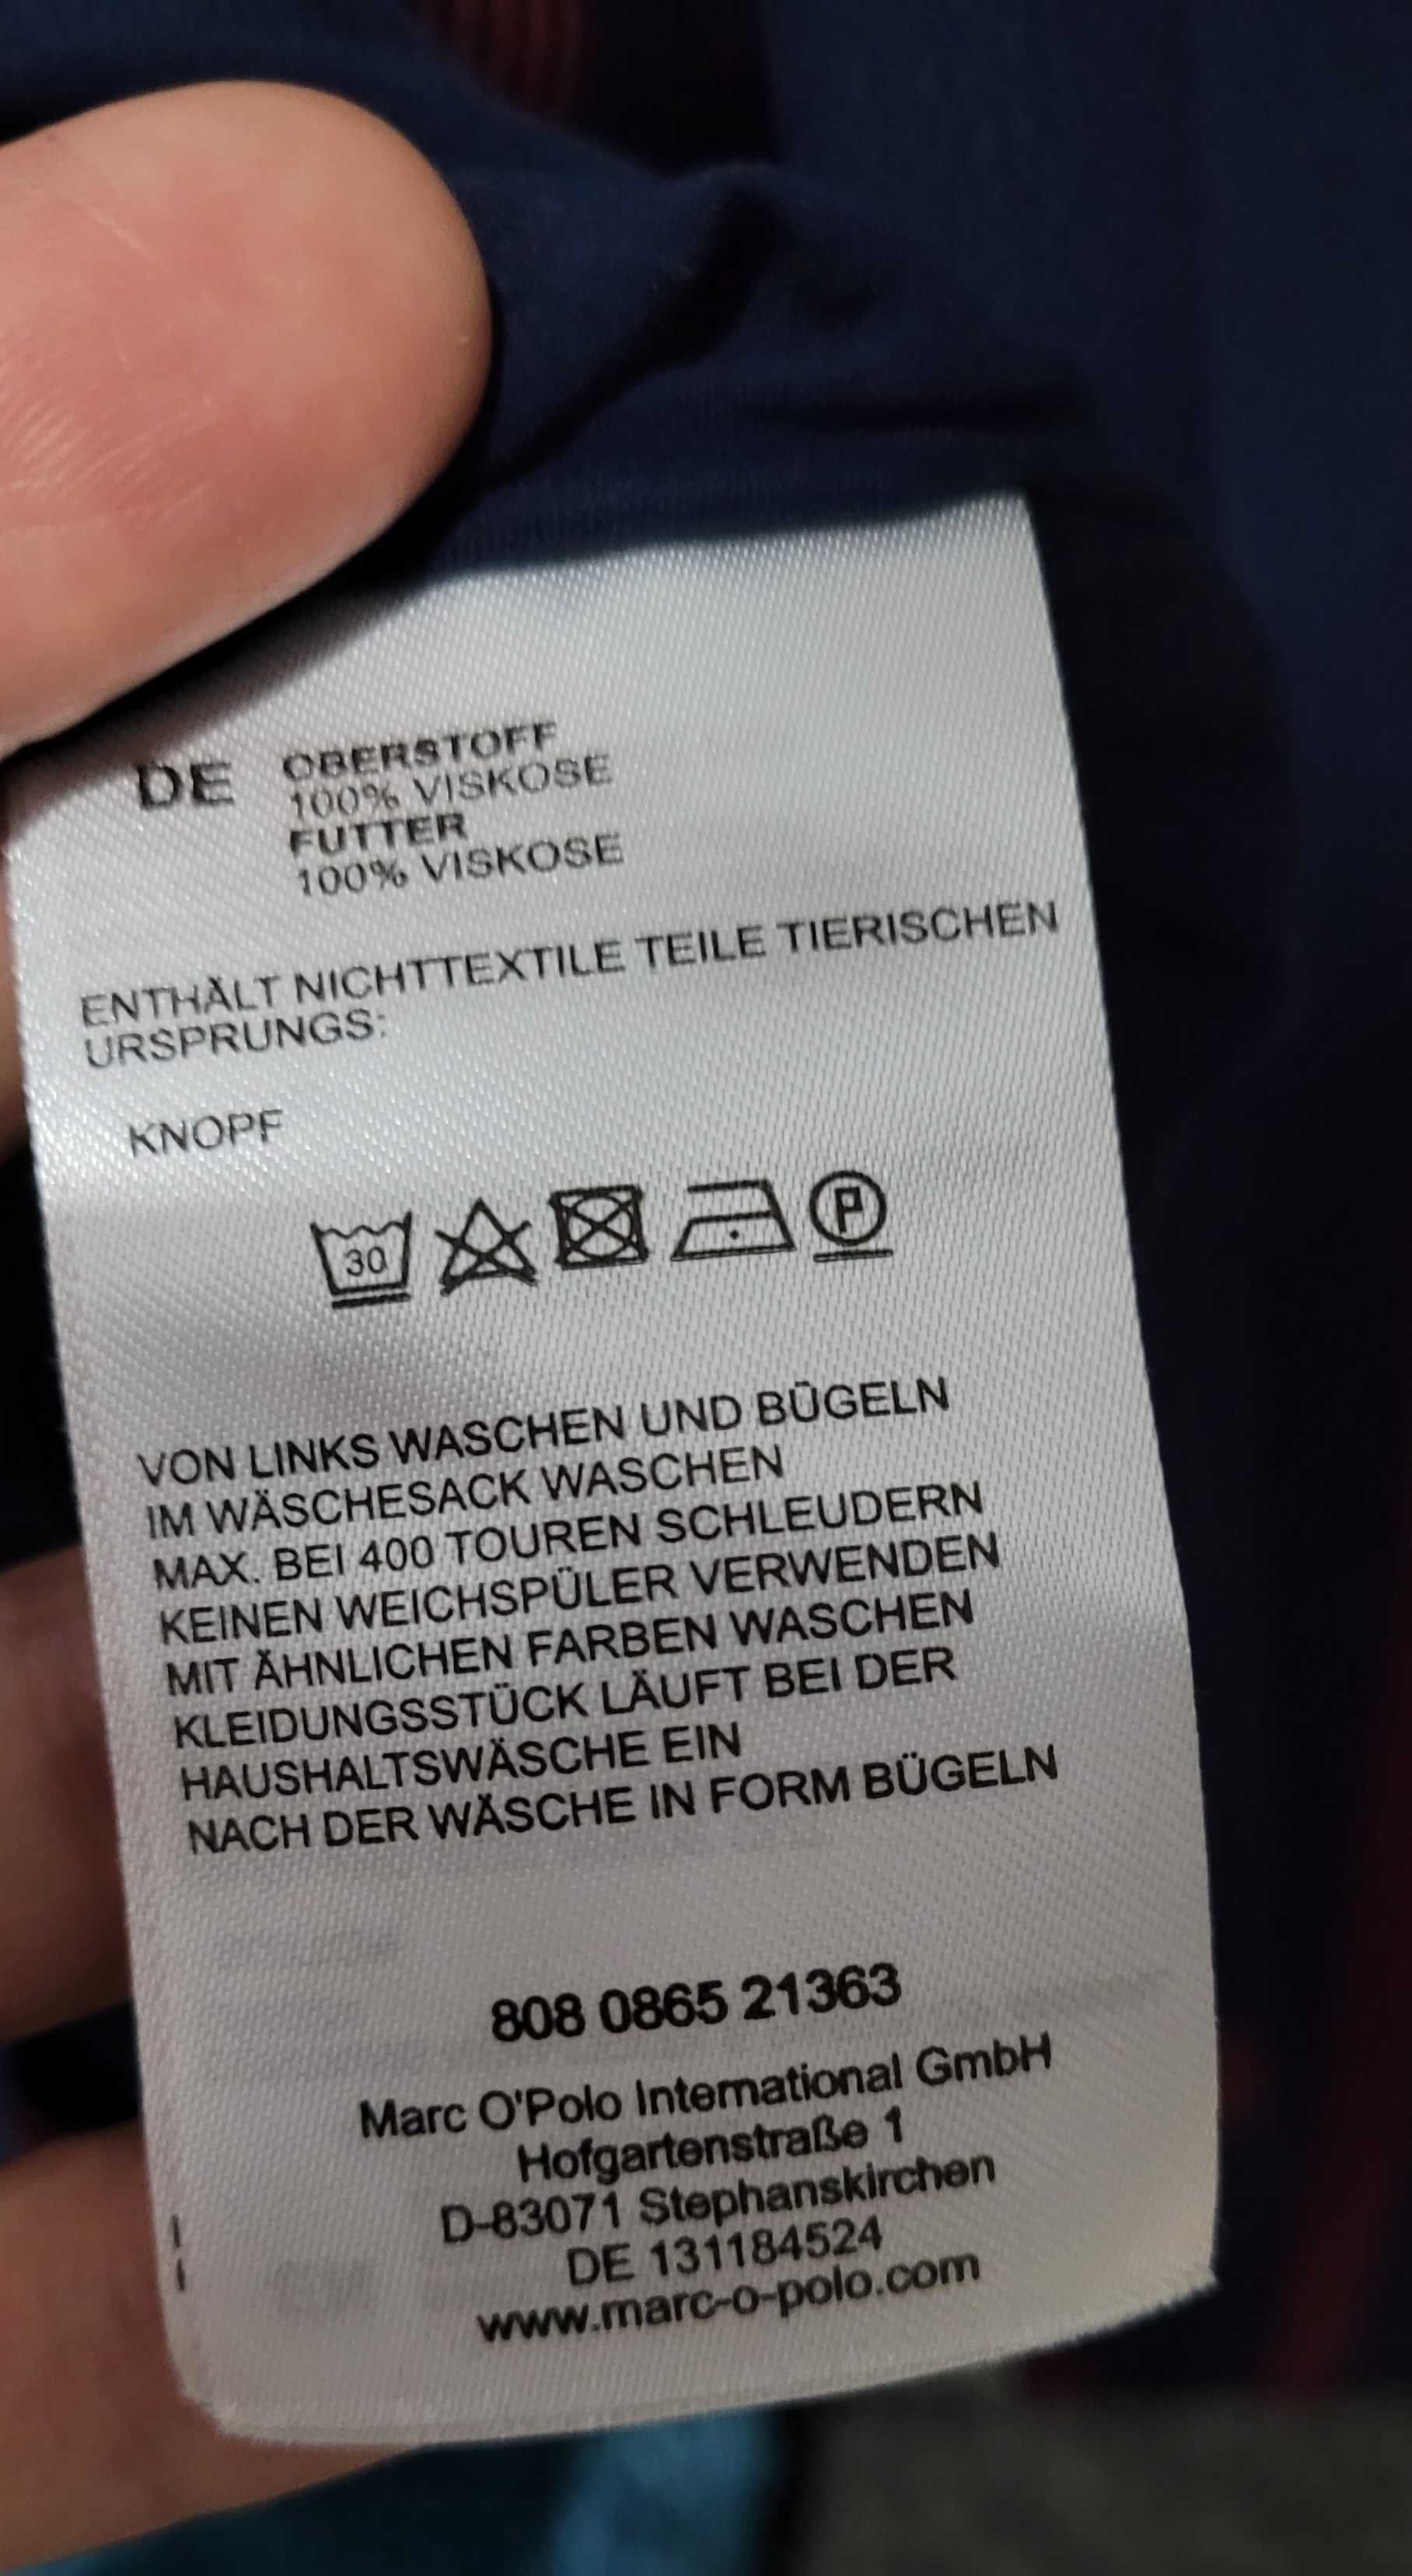 DE OBERSTOFF
100% VISKOSE
FUTTER
100% VISKOSE
ENTHÄLT NICHTTEXTILE TEILE TIERISCHEN
URSPRUNGS:
KNOPF
30 P
VON LINKS WASCHEN UND BÜGELN
IM WÄSCHESACK WASCHEN
MAX. BEI 400 TOUREN SCHLEUDERN
KEINEN WEICHSPÜLER VERWENDEN
MIT ÄHNLICHEN FARBEN WASCHEN
KLEIDUNGSSTÜCK LÄUFT BEI DER
HAUSHALTSWÄSCHE EIN
NACH DER WÄSCHE IN FORM BÜGELN
808 0865 21363
Marc O'Polo International GmbH
Hofgartenstraße 1
D-83071 Stephanskirchen
DE 131184524
www.marc-o-polo.com